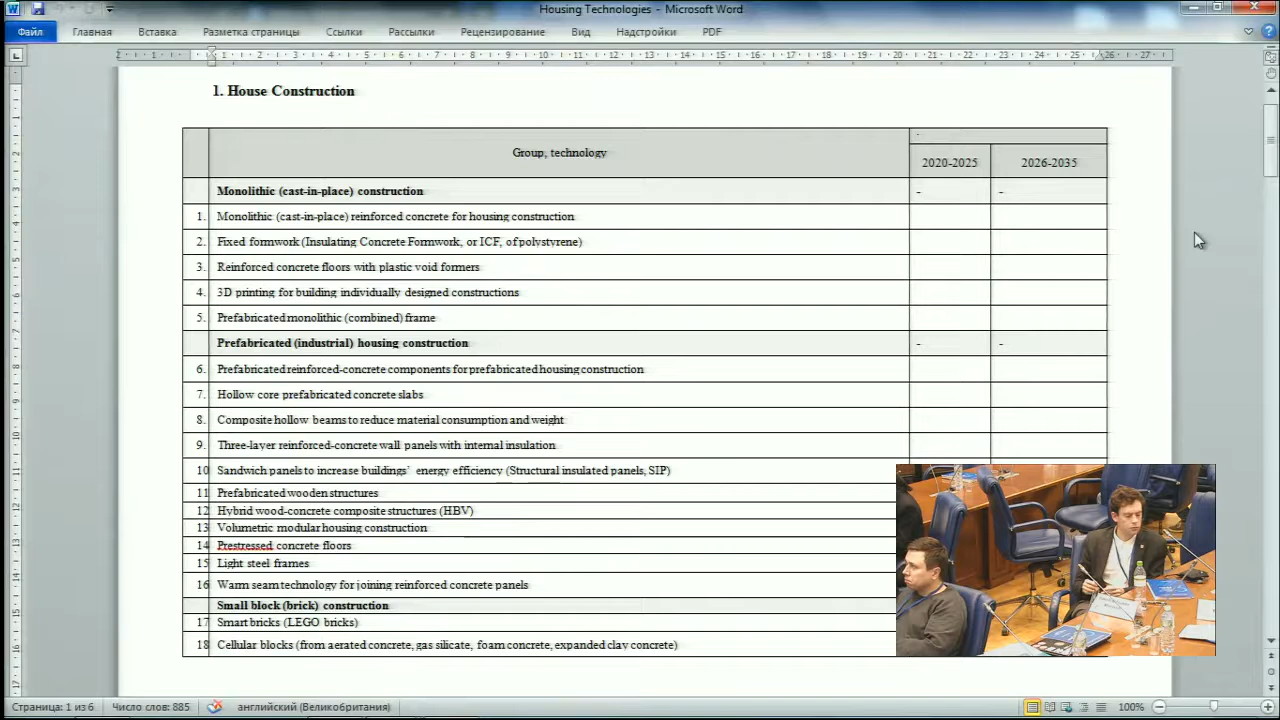 Housing Technologies - Microsoft Word
Файл Главная Вставка Разметка страницы Ссылки Рассылки Рецензирование Вид Надстройки PDF
1. House Construction
Group, technology
2020-2025 2026-2035
Monolithic (cast-in-place) construction - -
1. Monolithic (cast-in-place) reinforced concrete for housing construction
2. Fixed formwork (Insulating Concrete Formwork, or ICF, of polystyrene)
3. Reinforced concrete floors with plastic void formers
4. 3D printing for building individually designed constructions
5. Prefabricated monolithic (combined) frame
Prefabricated (industrial) housing construction - -
6. Prefabricated reinforced-concrete components for prefabricated housing construction
7. Hollow core prefabricated concrete slabs
8. Composite hollow beams to reduce material consumption and weight
9. Three-layer reinforced-concrete wall panels with internal insulation
10 Sandwich panels to increase buildings’ energy efficiency (Structural insulated panels, SIP)
11 Prefabricated wooden structures
12 Hybrid wood-concrete composite structures (HBV)
13 Volumetric modular housing construction
14 Prestressed concrete floors
15 Light steel frames
16 Warm seam technology for joining reinforced concrete panels
Small block (brick) construction
17 Smart bricks (LEGO bricks)
18 Cellular blocks (from aerated concrete, gas silicate, foam concrete, expanded clay concrete)
Страница: 1 из 6 Число слов: 885 английский (Великобритания) 100%